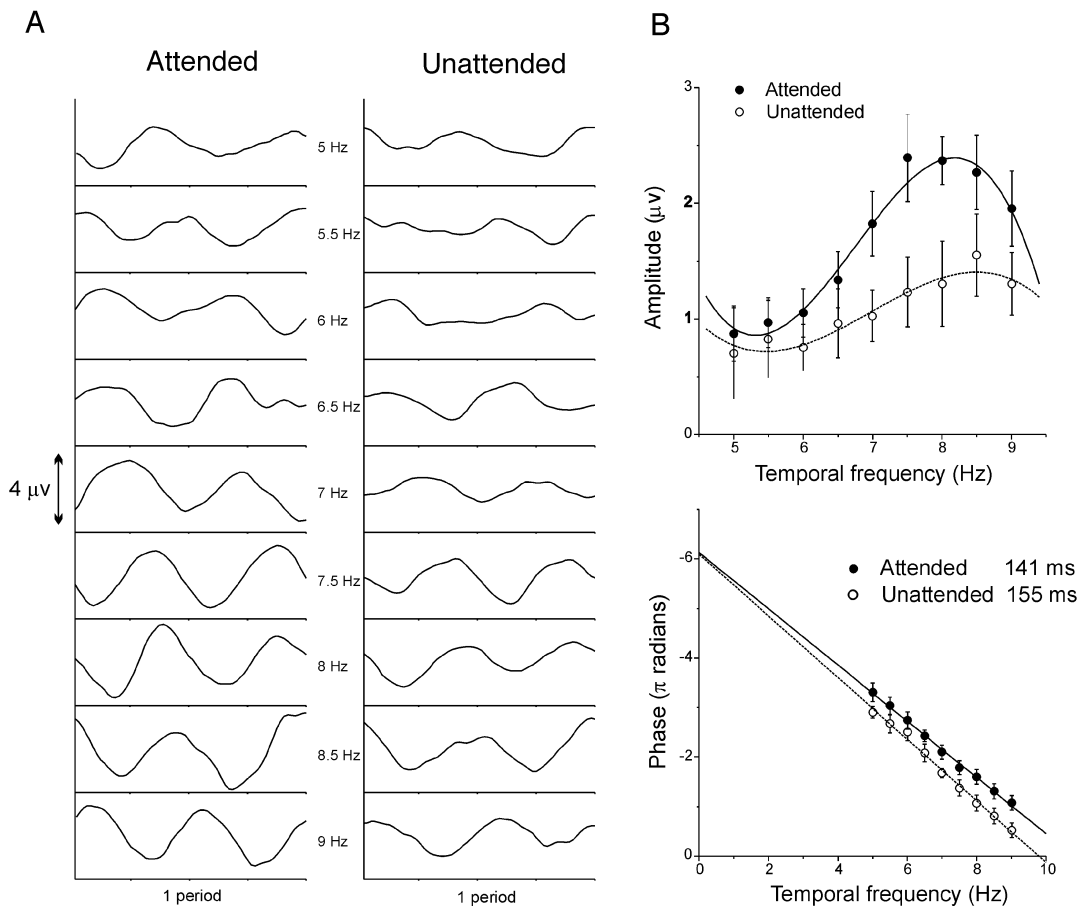 A
Attended
Unattended
5 Hz
5.5 Hz
6 Hz
6.5 Hz
7 Hz
7.5 Hz
8 Hz
8.5 Hz
9 Hz
4 μv
1 period
1 period
B
Attended
Unattended
3
2
1
0
Amplitude (μv)
5 6 7 8 9
Temporal frequency (Hz)
Attended 141 ms
Unattended 155 ms
-6
-4
-2
0
Phase (π radians)
0 2 4 6 8 10
Temporal frequency (Hz)